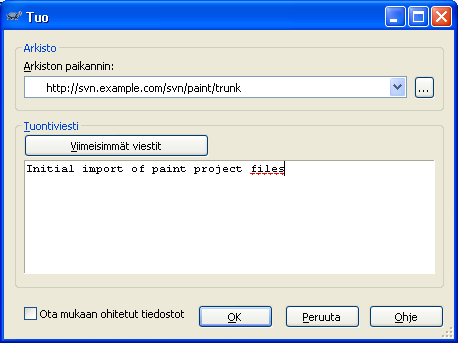 Tuo
Arkisto
Arkiston paikannin:
http://svn.example.com/svn/paint/trunk
...
Tuontiviesti
Viimeisimmät viestit
Initial import of paint project files
Ota mukaan ohitetut tiedostot
OK
Peruuta
Ohje